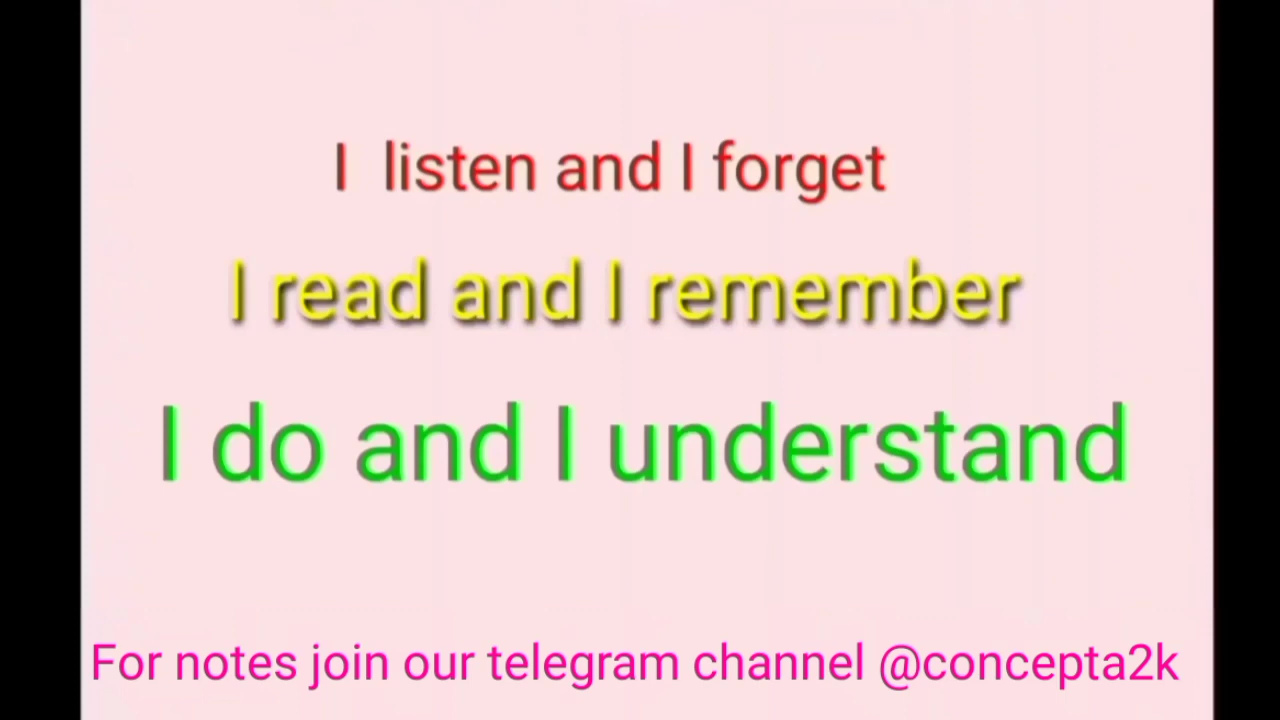 I listen and I forget
I read and I remember
I do and I understand
For notes join our telegram channel @concepta2k